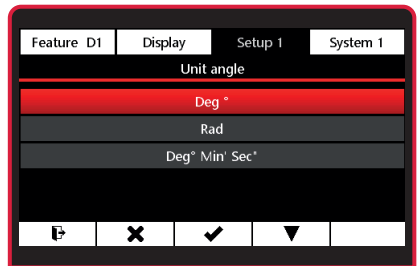 Feature D1 Display Setup 1 System 1
Unit angle
Deg °
Rad
Deg° Min' Sec"